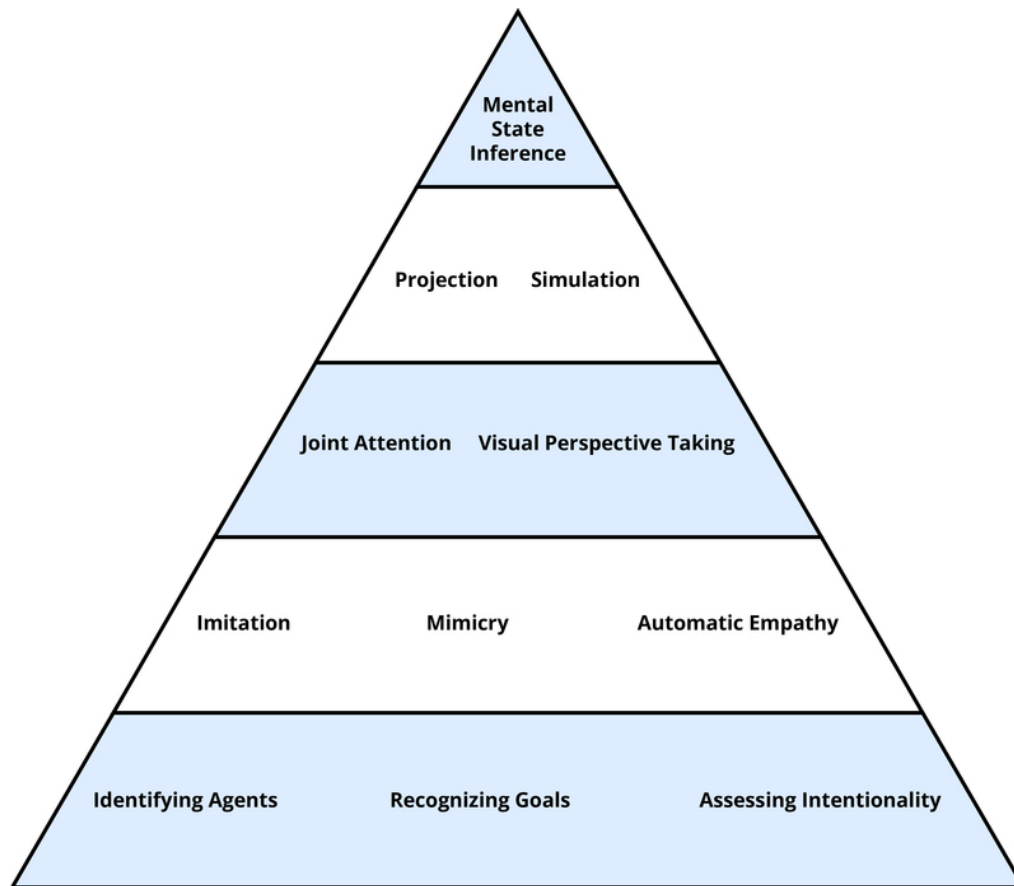 Mental
State
Inference
Projection Simulation
Joint Attention Visual Perspective Taking
Imitation Mimicry Automatic Empathy
Identifying Agents Recognizing Goals Assessing Intentionality